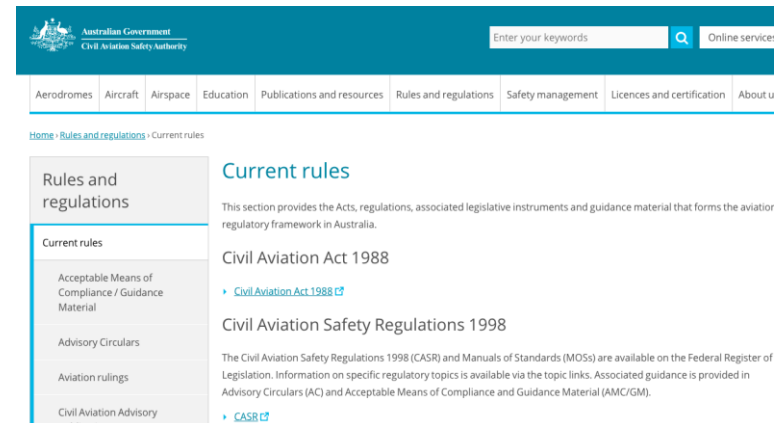 Australian Government
Civil Aviation Safety Authority
Enter your keywords
Online services
Aerodromes Aircraft Airspace Education Publications and resources Rules and regulations Safety management Licences and certification About u
Home › Rules and regulations › Current rules
Rules and
regulations
Current rules
Acceptable Means of
Compliance / Guidance
Material
Advisory Circulars
Aviation rulings
Civil Aviation Advisory
Current rules
This section provides the Acts, regulations, associated legislative instruments and guidance material that forms the aviation
regulatory framework in Australia.
Civil Aviation Act 1988
Civil Aviation Act 1988
Civil Aviation Safety Regulations 1998
The Civil Aviation Safety Regulations 1998 (CASR) and Manuals of Standards (MOSs) are available on the Federal Register of
Legislation. Information on specific regulatory topics is available via the topic links. Associated guidance is provided in
Advisory Circulars (AC) and Acceptable Means of Compliance and Guidance Material (AMC/GM).
CASR